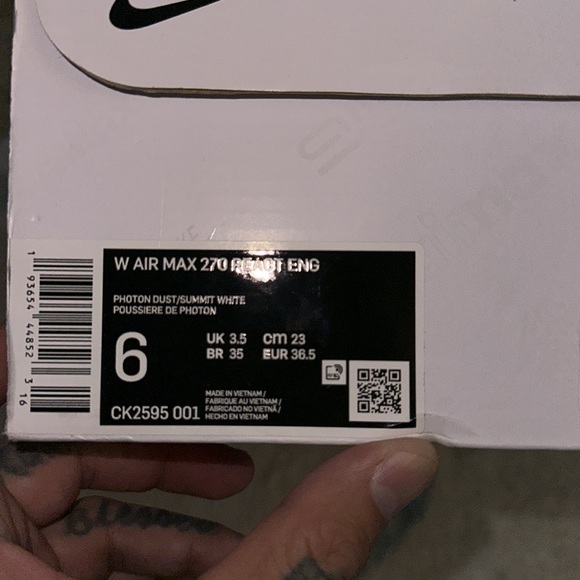 W AIR MAX 270 REACT ENG
PHOTON DUST/SUMMIT WHITE
POUSSIERE DE PHOTON
6
UK 3.5 cm 23
BR 35 EUR 36.5
CK2595 001
MADE IN VIETNAM /
FABRIQUE AU VIETNAM /
FABRICADO NO VIETNÃ /
HECHO EN VIETNAM
1 93654 44852 3 16